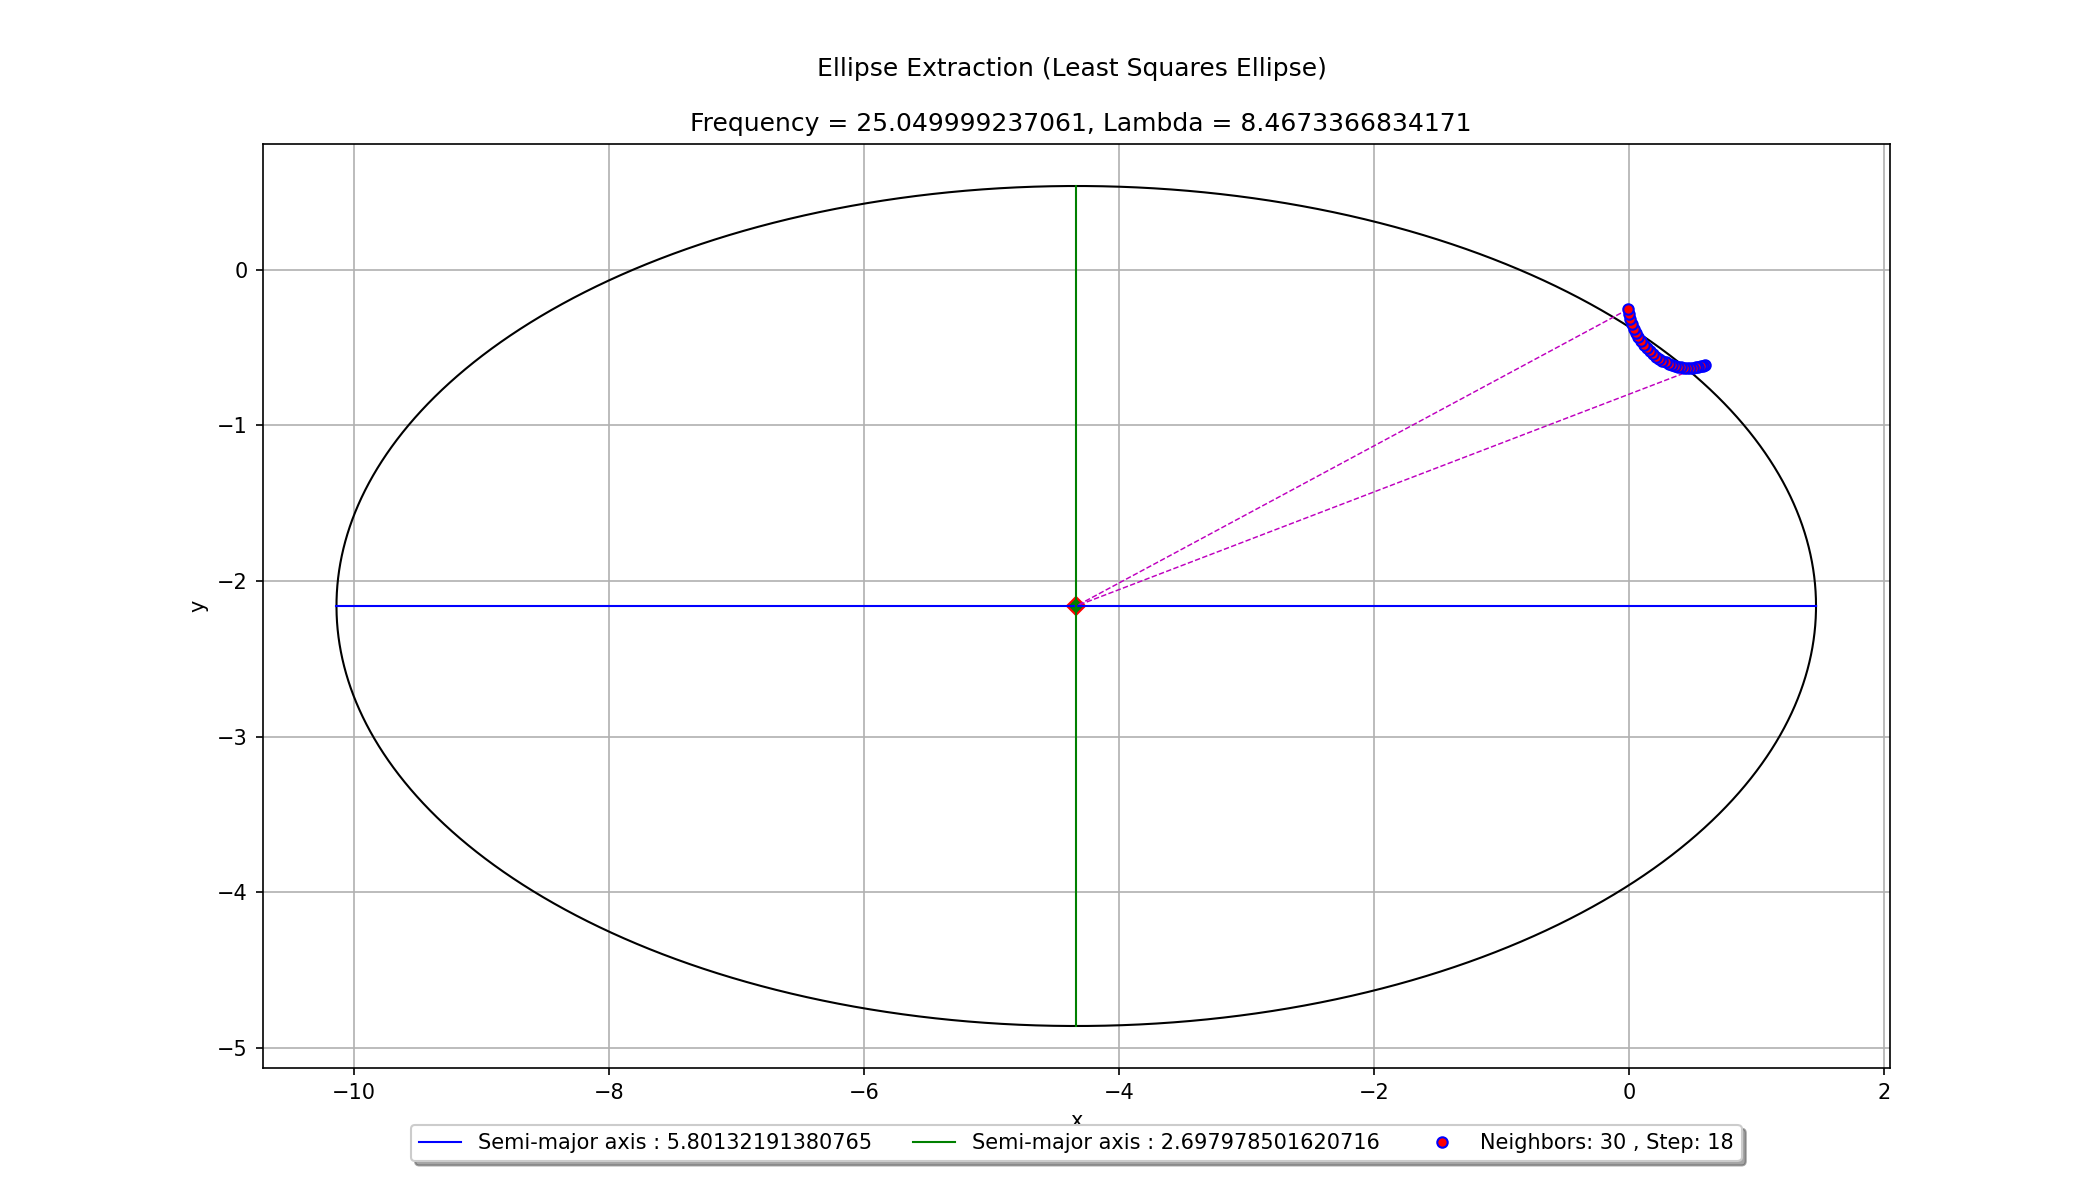 Ellipse Extraction (Least Squares Ellipse)
Frequency = 25.049999237061, Lambda = 8.4673366834171
y
0
−1
−2
−3
−4
−5
−10
−8
−6
−4
−2
0
2
x
Semi-major axis : 5.80132191380765
Semi-major axis : 2.697978501620716
Neighbors: 30 , Step: 18